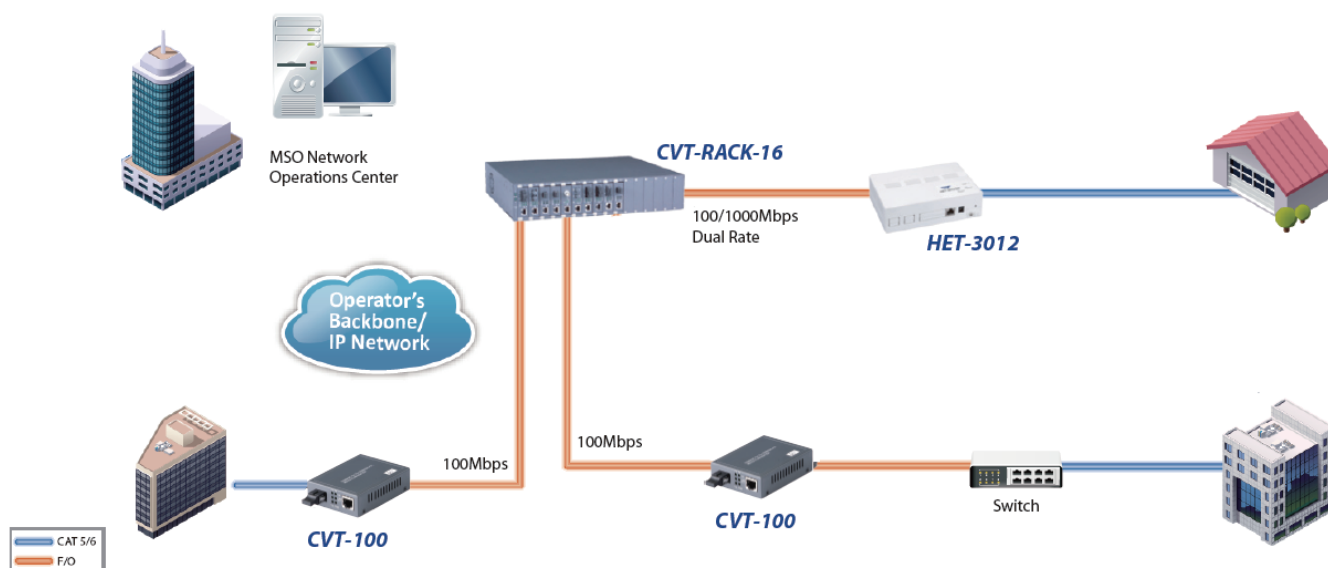 MSO Network
Operations Center
CVT-RACK-16
100/1000Mbps
Dual Rate
HET-3012
Operator's
Backbone/
IP Network
100Mbps
100Mbps
CVT-100
CVT-100
Switch
CAT 5/6
F/O